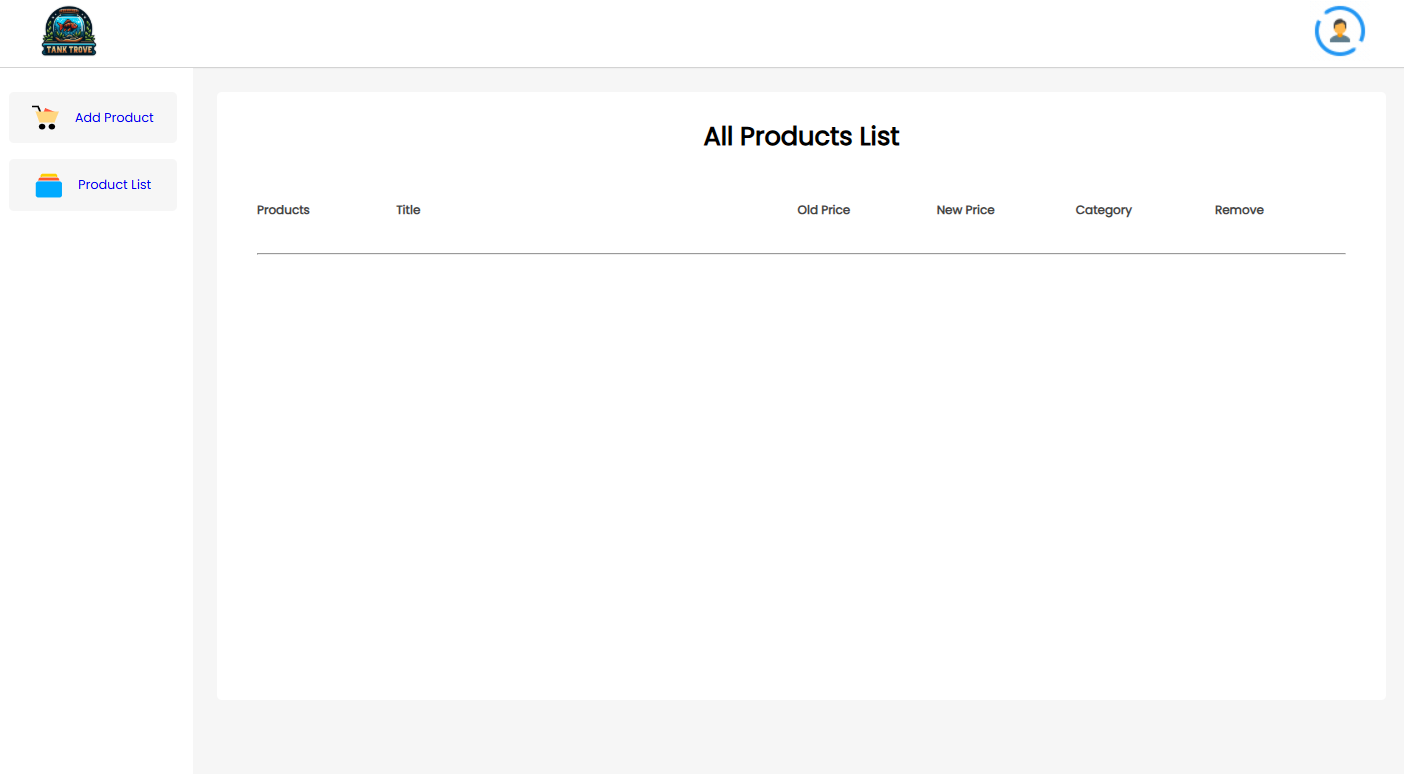 TANK TROVE
Add Product
Product List
All Products List
Products Title Old Price New Price Category Remove